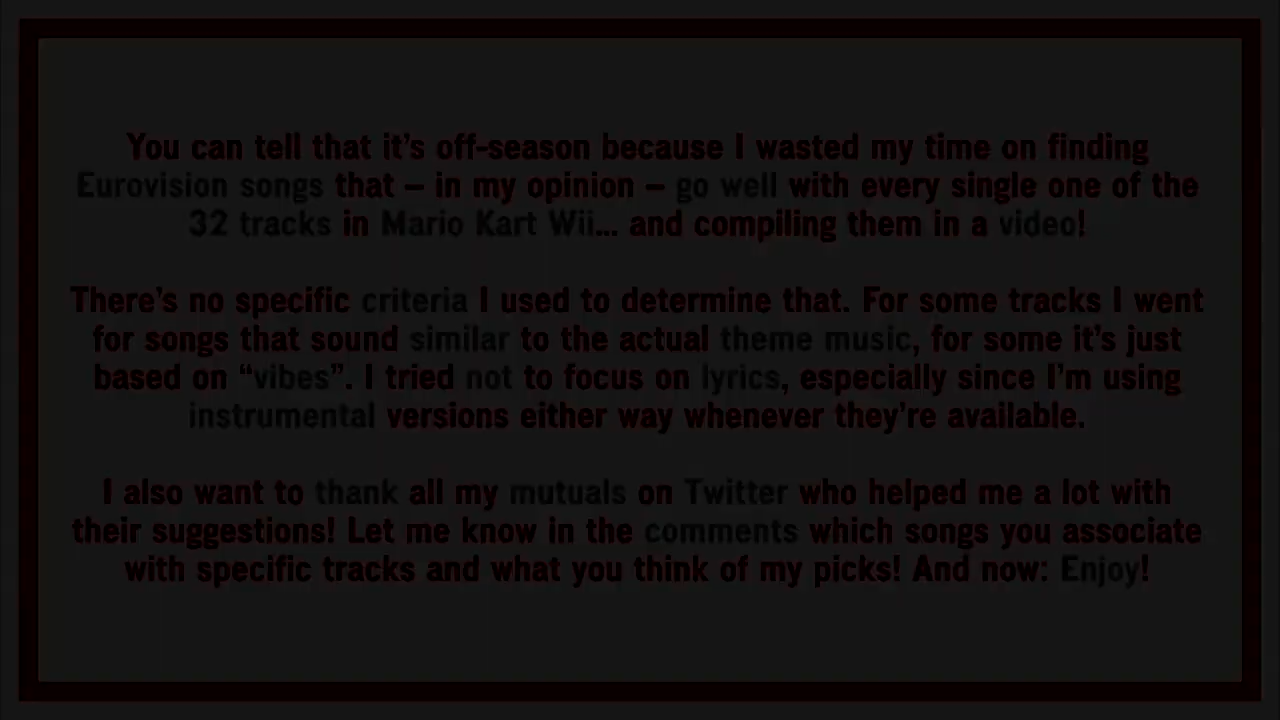 You can tell that it's off-season because I wasted my time on finding
Eurovision songs that – in my opinion – go well with every single one of the
32 tracks in Mario Kart Wii... and compiling them in a video!
There's no specific criteria I used to determine that. For some tracks I went
for songs that sound similar to the actual theme music, for some it's just
based on “vibes”. I tried not to focus on lyrics, especially since I'm using
instrumental versions either way whenever they're available.
I also want to thank all my mutuals on Twitter who helped me a lot with
their suggestions! Let me know in the comments which songs you associate
with specific tracks and what you think of my picks! And now: Enjoy!